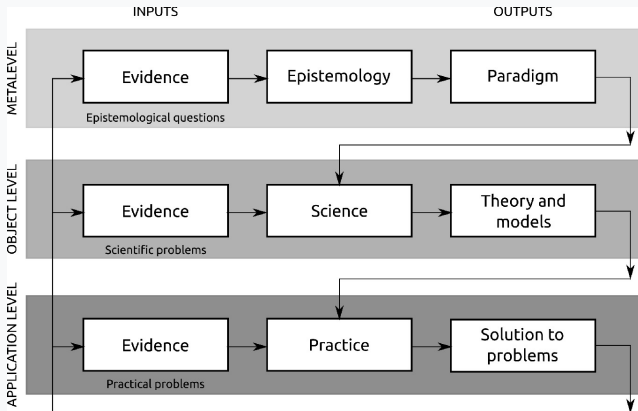 INPUTS
OUTPUTS
METALEVEL
Evidence
Epistemology
Paradigm
Epistemological questions
OBJECT LEVEL
Evidence
Science
Theory and
models
Scientific problems
APPLICATION LEVEL
Evidence
Practice
Solution to
problems
Practical problems